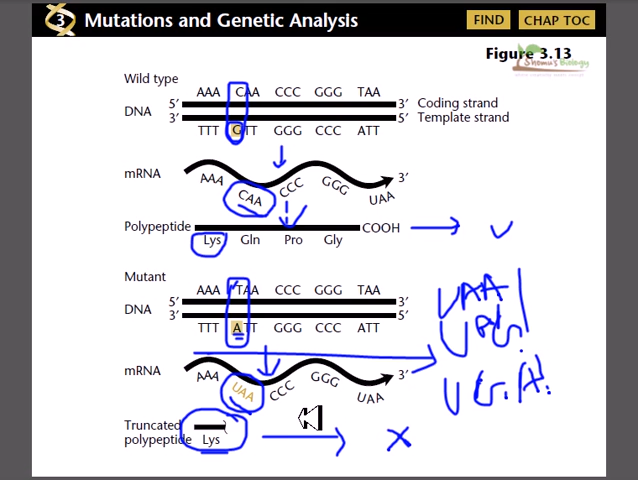 3 Mutations and Genetic Analysis FIND CHAP TOC
Figure 3.13
Shomu's Biology
Wild type
AAA CAA CCC GGG TAA
DNA 5′ 3′ Coding strand
3′ 5′ Template strand
TTT GTT GGG CCC ATT
mRNA AAA CAA CCC GGG UAA 3′
Polypeptide COOH
Lys Gln Pro Gly
Mutant
AAA TAA CCC GGG TAA
DNA 5′ 3′
3′ 5′
TTT ATT GGG CCC ATT
UAA
mRNA AAA UAA CCC GGG UAA 3′
UGA
Truncated
polypeptide Lys